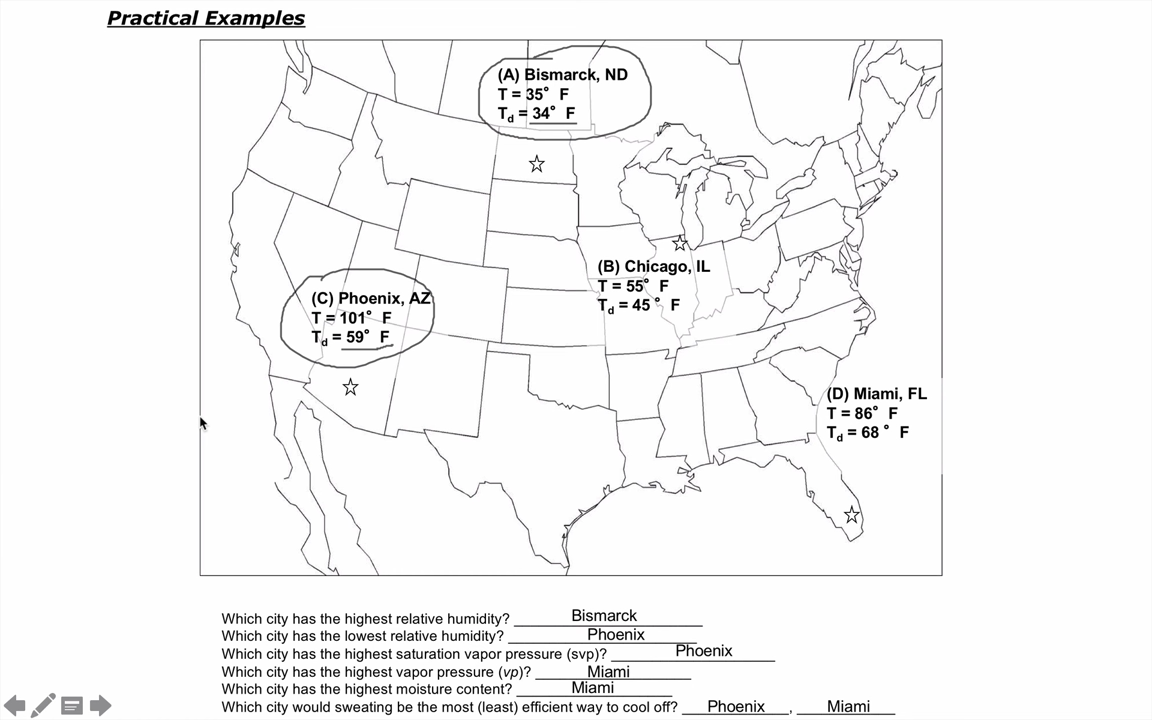 Practical Examples
(A) Bismarck, ND
T = 35° F
Td = 34° F
(B) Chicago, IL
T = 55° F
Td = 45 ° F
(C) Phoenix, AZ
T = 101° F
Td = 59° F
(D) Miami, FL
T = 86° F
Td = 68 ° F
Which city has the highest relative humidity? Bismarck
Which city has the lowest relative humidity? Phoenix
Which city has the highest saturation vapor pressure (svp)? Phoenix
Which city has the highest vapor pressure (vp)? Miami
Which city has the highest moisture content? Miami
Which city would sweating be the most (least) efficient way to cool off? Phoenix, Miami